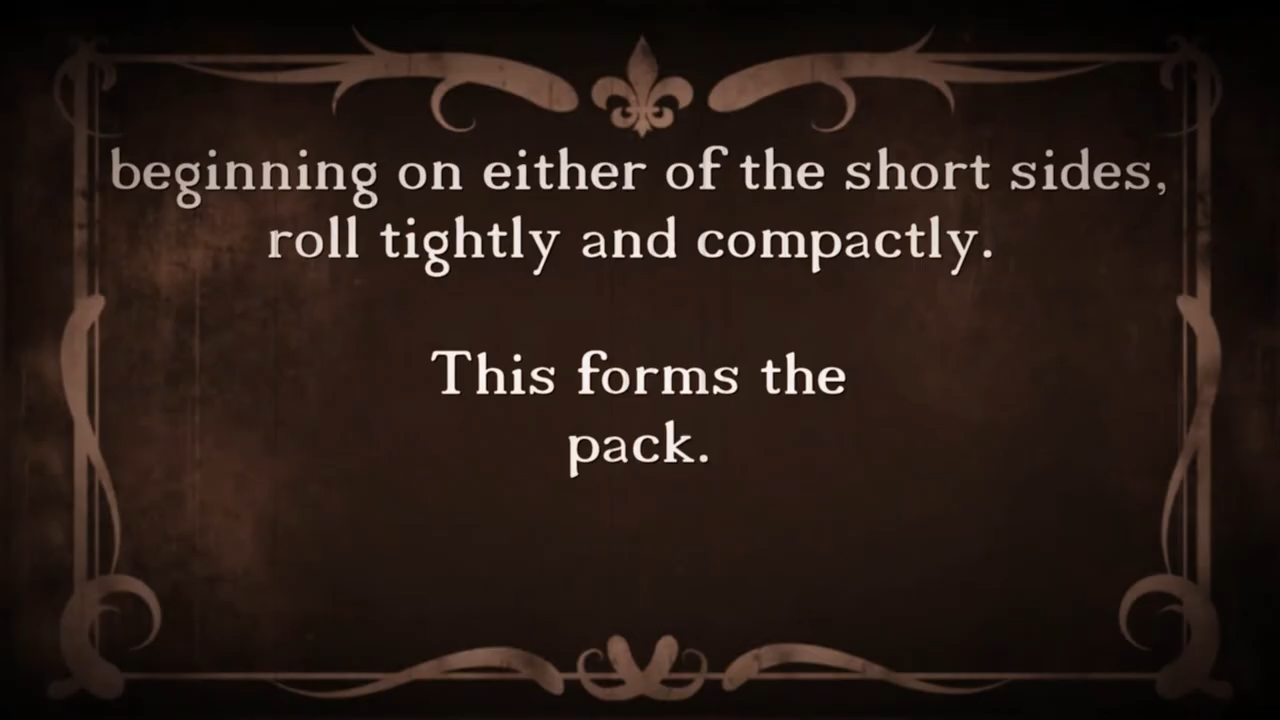 beginning on either of the short sides,
roll tightly and compactly.
This forms the
pack.